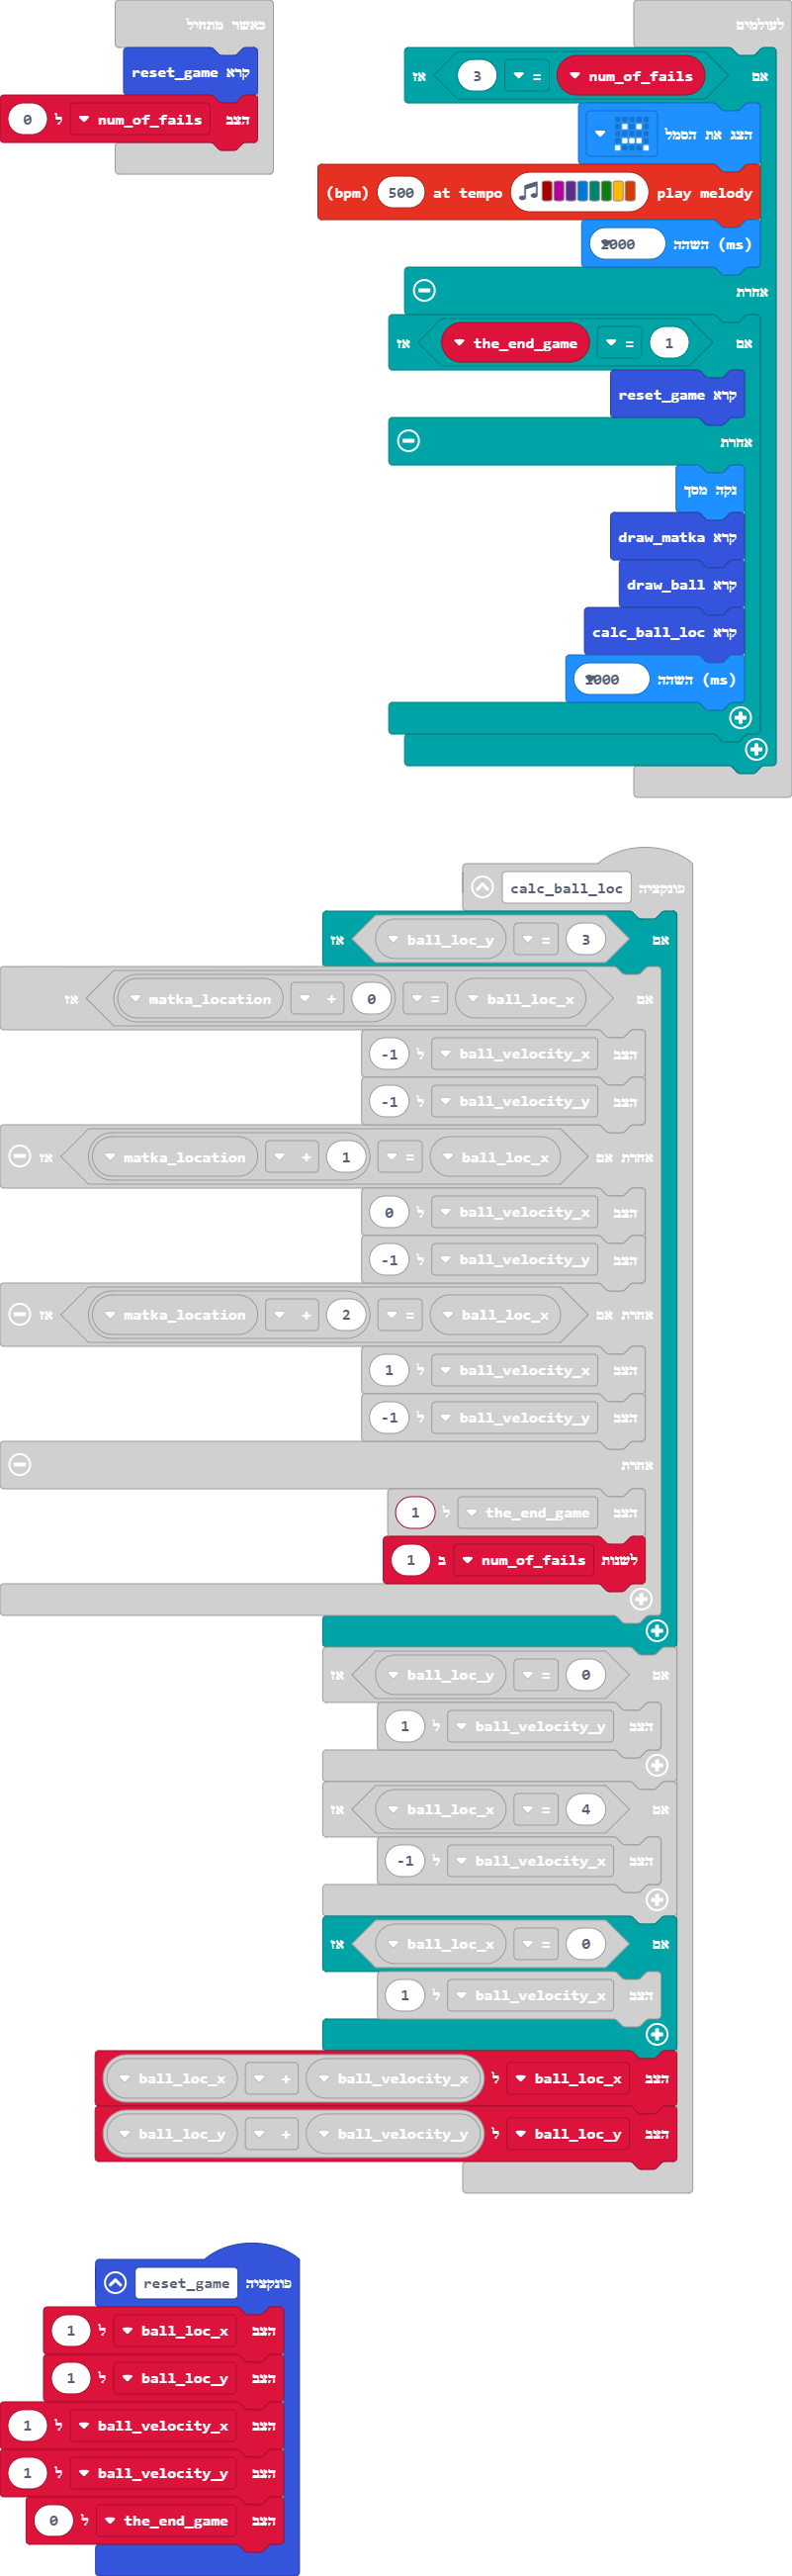 כאשר מתחיל
קרא reset_game
הצב num_of_fails ל 0
לעולמים
אם num_of_fails = 3 אז
הצג את הסמל
play melody at tempo 500 (bpm)
השהה (ms)
אחרת
אם 1 = the_end_game אז
קרא reset_game
אחרת
נקה מסך
קרא draw_matka
קרא draw_ball
קרא calc_ball_loc
השהה (ms)
פונקציה calc_ball_loc
אם 3 = ball_loc_y אז
אם ball_loc_x = 0 + matka_location אז
הצב ball_velocity_x ל -1
הצב ball_velocity_y ל -1
אחרת אם ball_loc_x = 1 + matka_location אז
הצב ball_velocity_x ל 0
הצב ball_velocity_y ל -1
אחרת אם ball_loc_x = 2 + matka_location אז
הצב ball_velocity_x ל 1
הצב ball_velocity_y ל -1
אחרת
הצב the_end_game ל 1
לשנות num_of_fails ב 1
אם 0 = ball_loc_y אז
הצב ball_velocity_y ל 1
אם 4 = ball_loc_x אז
הצב ball_velocity_x ל -1
אם 0 = ball_loc_x אז
הצב ball_velocity_x ל 1
הצב ball_loc_x ל ball_velocity_x + ball_loc_x
הצב ball_loc_y ל ball_velocity_y + ball_loc_y
פונקציה reset_game
הצב ball_loc_x ל 1
הצב ball_loc_y ל 1
הצב ball_velocity_x ל 1
הצב ball_velocity_y ל 1
הצב the_end_game ל 0